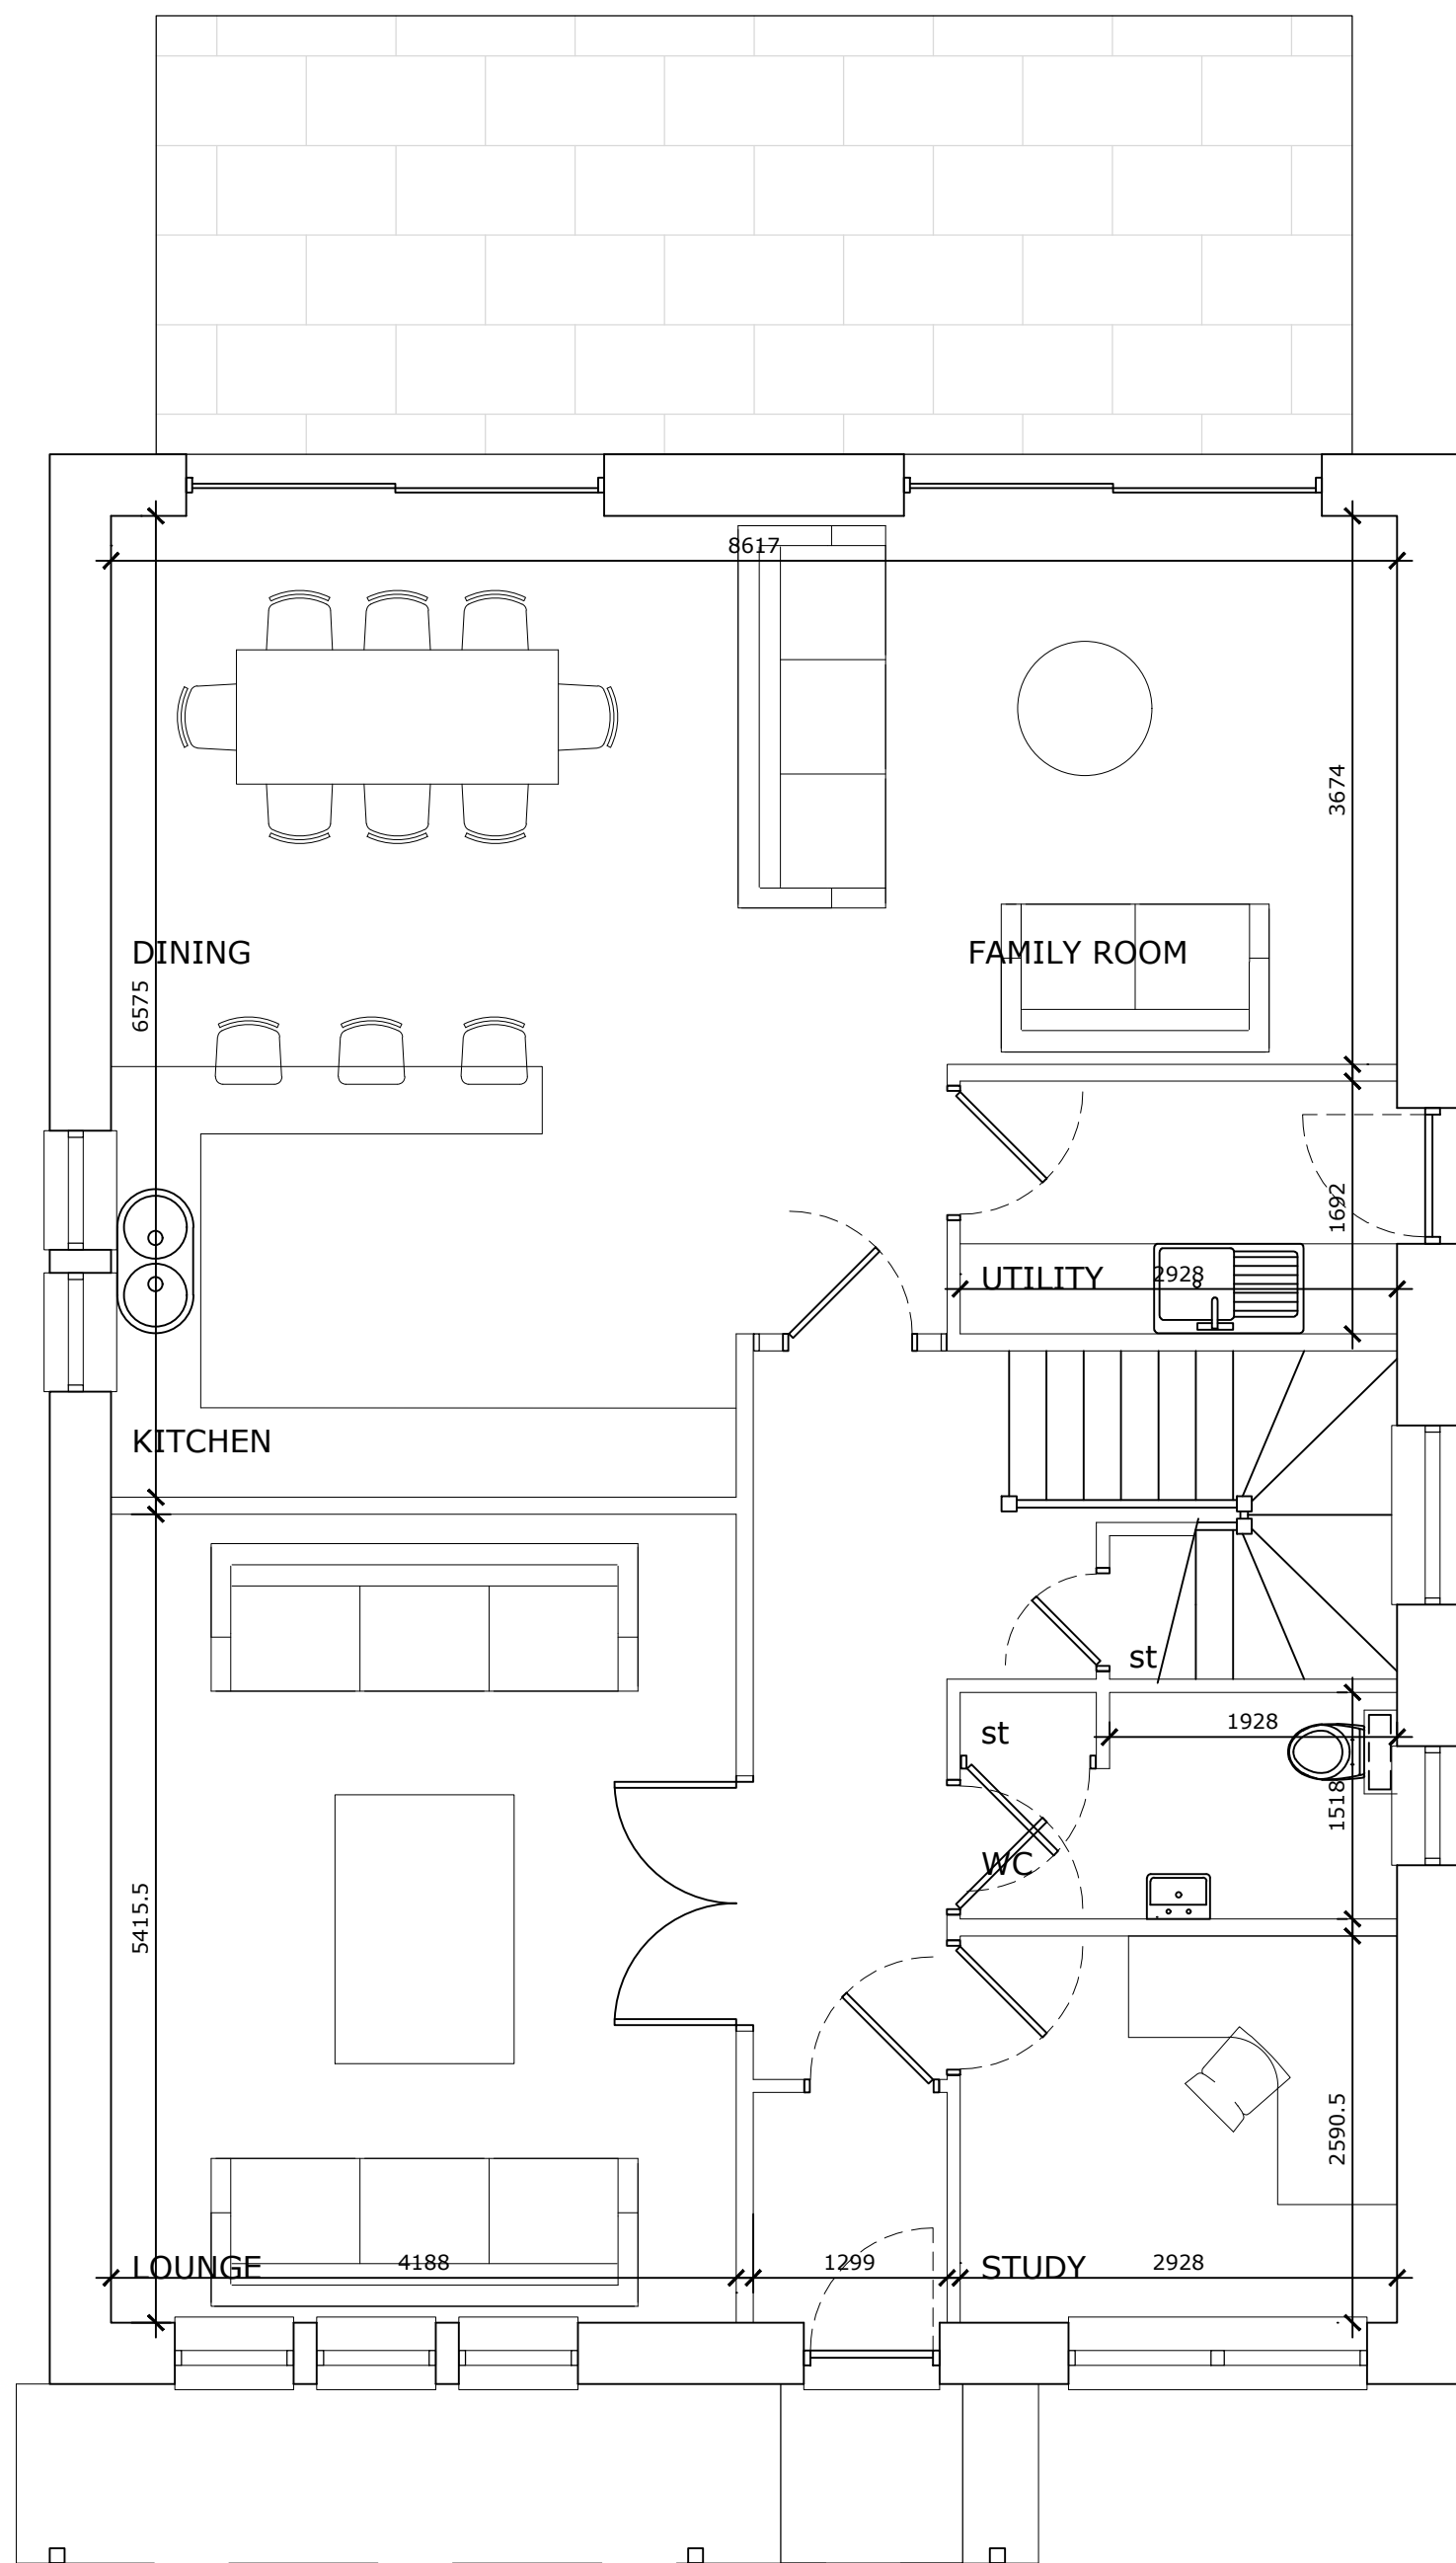 8617
3674
DINING
FAMILY ROOM
6575
1692
UTILITY
2928
KITCHEN
st
st
1928
1518
WC
5415.5
2590.5
LOUNGE
4188
1299
STUDY
2928